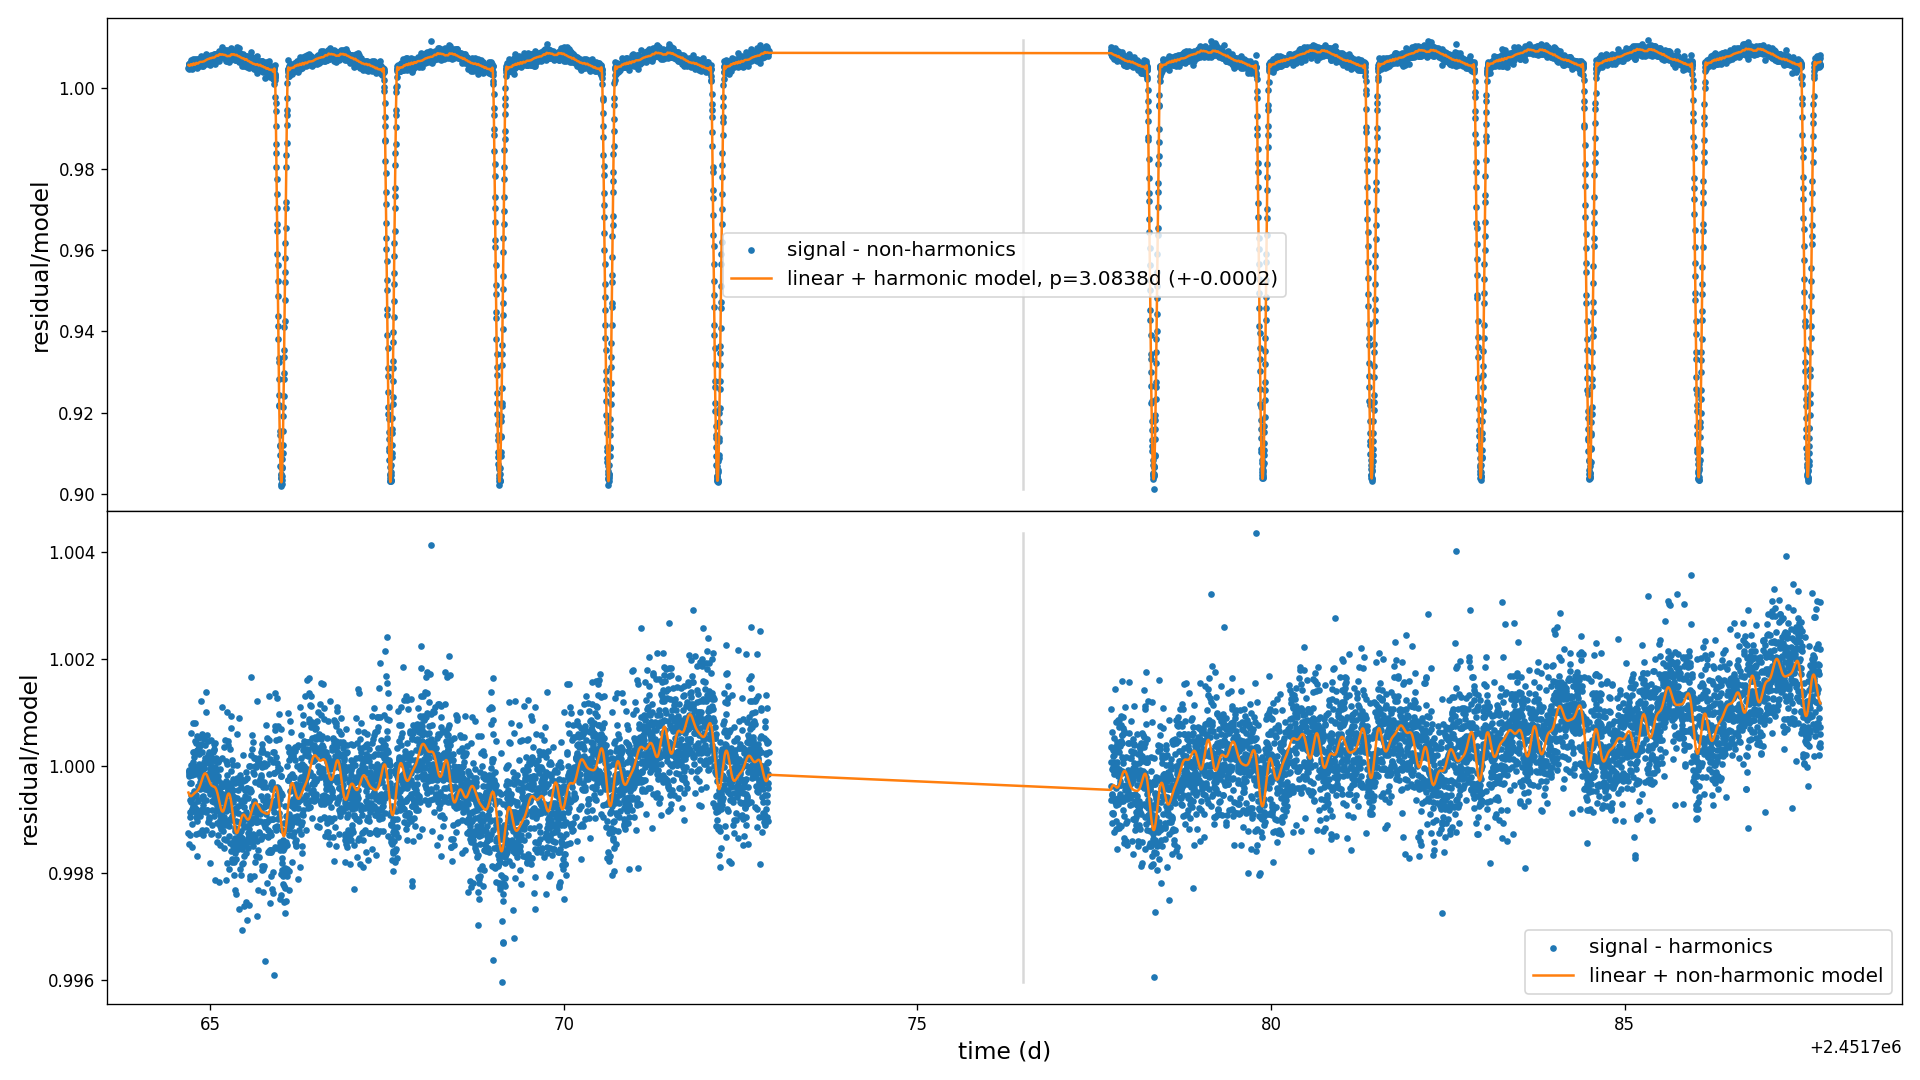 1.00
0.98
0.96
0.94
0.92
0.90
residual/model
signal - non-harmonics
linear + harmonic model, p=3.0838d (+-0.0002)
1.004
1.002
1.000
0.998
0.996
residual/model
signal - harmonics
linear + non-harmonic model
65
70
75
80
85
time (d)
+2.4517e6